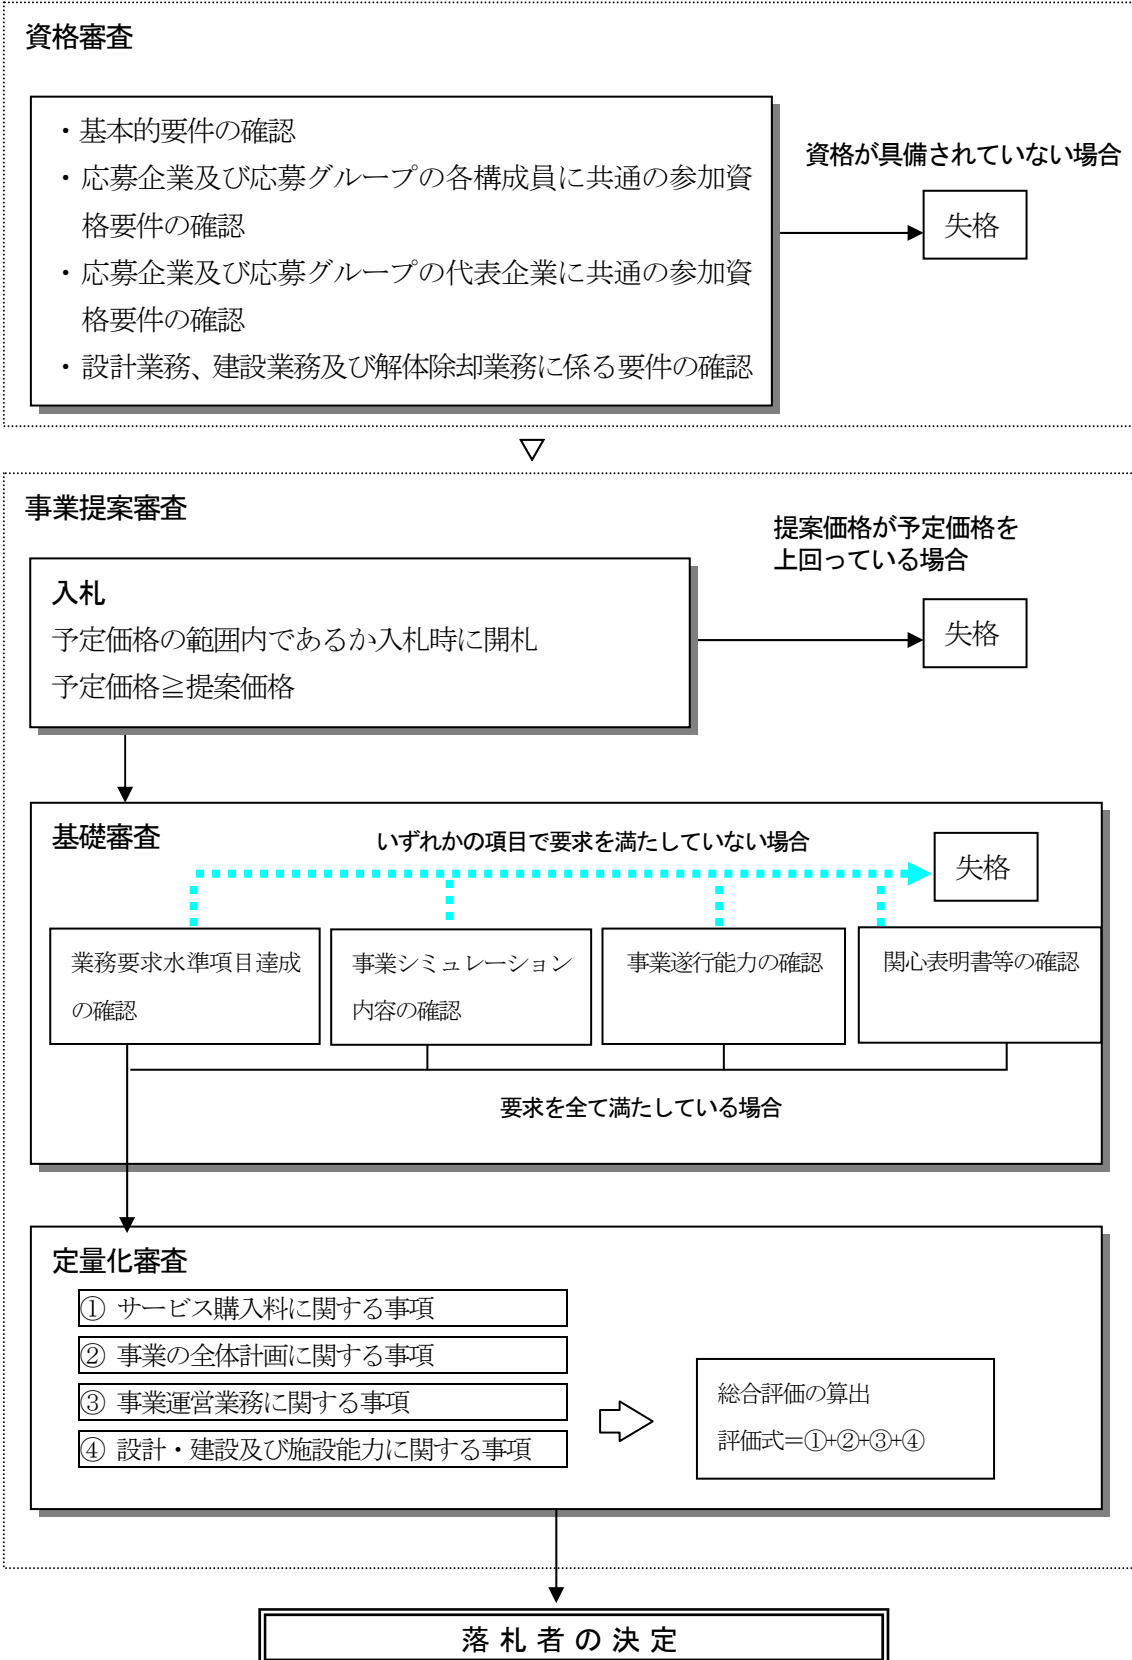 資格審査
・基本的要件の確認
・応募企業及び応募グループの各構成員に共通の参加資
格要件の確認
・応募企業及び応募グループの代表企業に共通の参加資
格要件の確認
・設計業務、建設業務及び解体除却業務に係る要件の確認
資格が具備されていない場合
失格
事業提案審査
提案価格が予定価格を
上回っている場合
入札
予定価格の範囲内であるか入札時に開札
予定価格≧提案価格
失格
基礎審査
いずれかの項目で要求を満たしていない場合
失格
業務要求水準項目達成
の確認
事業シミュレーション
内容の確認
事業遂行能力の確認
関心表明書等の確認
要求を全て満たしている場合
定量化審査
① サービス購入料に関する事項
② 事業の全体計画に関する事項
③ 事業運営業務に関する事項
④ 設計・建設及び施設能力に関する事項
総合評価の算出
評価式＝①+②+③+④
落札者の決定